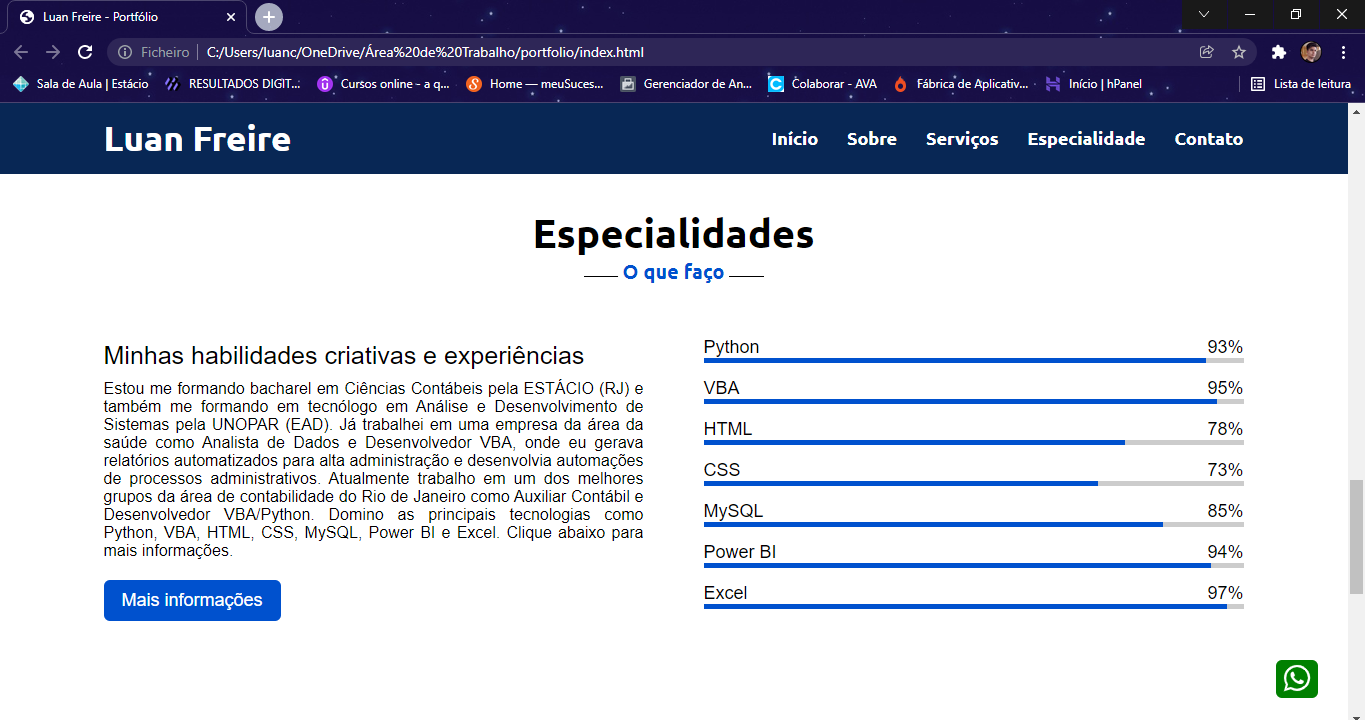 Luan Freire - Portfólio
Ficheiro C:/Users/luanc/OneDrive/Área%20de%20Trabalho/portfolio/index.html
Sala de Aula | Estácio RESULTADOS DIGIT... Cursos online - a q... Home — meuSuces... Gerenciador de An... Colaborar - AVA Fábrica de Aplicativ... Início | hPanel Lista de leitura
Luan Freire Início Sobre Serviços Especialidade Contato
Especialidades
O que faço
Minhas habilidades criativas e experiências
Estou me formando bacharel em Ciências Contábeis pela ESTÁCIO (RJ) e
também me formando em tecnólogo em Análise e Desenvolvimento de
Sistemas pela UNOPAR (EAD). Já trabalhei em uma empresa da área da
saúde como Analista de Dados e Desenvolvedor VBA, onde eu gerava
relatórios automatizados para alta administração e desenvolvia automações
de processos administrativos. Atualmente trabalho em um dos melhores
grupos da área de contabilidade do Rio de Janeiro como Auxiliar Contábil e
Desenvolvedor VBA/Python. Domino as principais tecnologias como
Python, VBA, HTML, CSS, MySQL, Power BI e Excel. Clique abaixo para
mais informações.
Mais informações
Python 93%
VBA 95%
HTML 78%
CSS 73%
MySQL 85%
Power BI 94%
Excel 97%